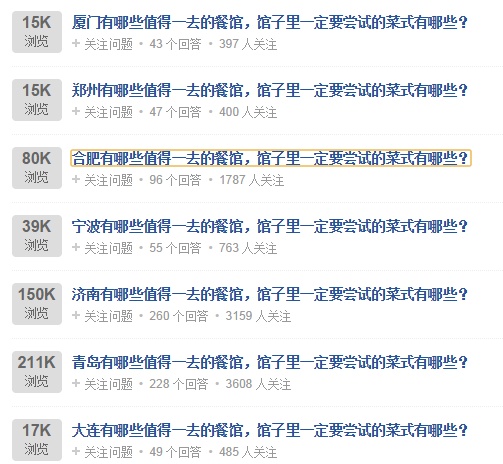 15K
浏览
厦门有哪些值得一去的餐馆，馆子里一定要尝试的菜式有哪些？
+ 关注问题 • 43 个回答 • 397 人关注
15K
浏览
郑州有哪些值得一去的餐馆，馆子里一定要尝试的菜式有哪些？
+ 关注问题 • 47 个回答 • 400 人关注
80K
浏览
合肥有哪些值得一去的餐馆，馆子里一定要尝试的菜式有哪些？
+ 关注问题 • 96 个回答 • 1787 人关注
39K
浏览
宁波有哪些值得一去的餐馆，馆子里一定要尝试的菜式有哪些？
+ 关注问题 • 55 个回答 • 763 人关注
150K
浏览
济南有哪些值得一去的餐馆，馆子里一定要尝试的菜式有哪些？
+ 关注问题 • 260 个回答 • 3159 人关注
211K
浏览
青岛有哪些值得一去的餐馆，馆子里一定要尝试的菜式有哪些？
+ 关注问题 • 228 个回答 • 3608 人关注
17K
浏览
大连有哪些值得一去的餐馆，馆子里一定要尝试的菜式有哪些？
+ 关注问题 • 49 个回答 • 485 人关注